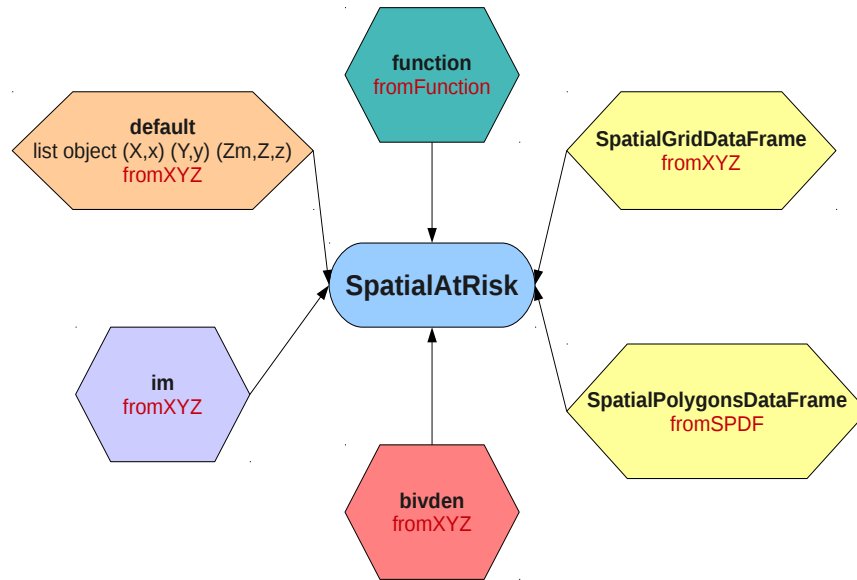 function
fromFunction
default
list object (X,x) (Y,y) (Zm,Z,z)
fromXYZ
SpatialGridDataFrame
fromXYZ
SpatialAtRisk
im
fromXYZ
SpatialPolygonsDataFrame
fromSPDF
bivden
fromXYZ